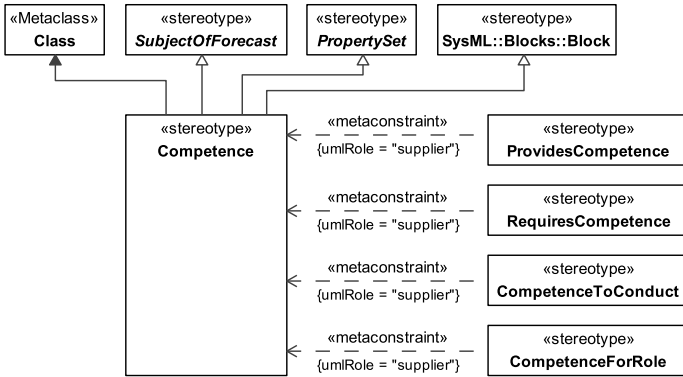 «Metaclass»
Class
«stereotype»
SubjectOfForecast
«stereotype»
PropertySet
«stereotype»
SysML::Blocks::Block
«stereotype»
Competence
«metaconstraint»
{umlRole = "supplier"}
«stereotype»
ProvidesCompetence
«metaconstraint»
{umlRole = "supplier"}
«stereotype»
RequiresCompetence
«metaconstraint»
{umlRole = "supplier"}
«stereotype»
CompetenceToConduct
«metaconstraint»
{umlRole = "supplier"}
«stereotype»
CompetenceForRole